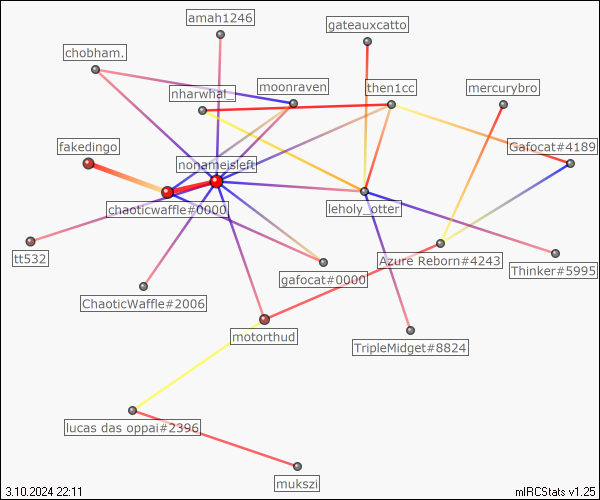 amah1246
gateauxcatto
chobham.
nharwhal_
moonraven
then1cc
mercurybro
fakedingo
nonameisleft
Gafocat#4189
chaoticwaffle#0000
leholy_otter
tt532
Azure Reborn#4243
Thinker#5995
gafocat#0000
ChaoticWaffle#2006
motorthud
TripleMidget#8824
lucas das oppai#2396
mukszi
3.10.2024 22:11
mIRCStats v1.25